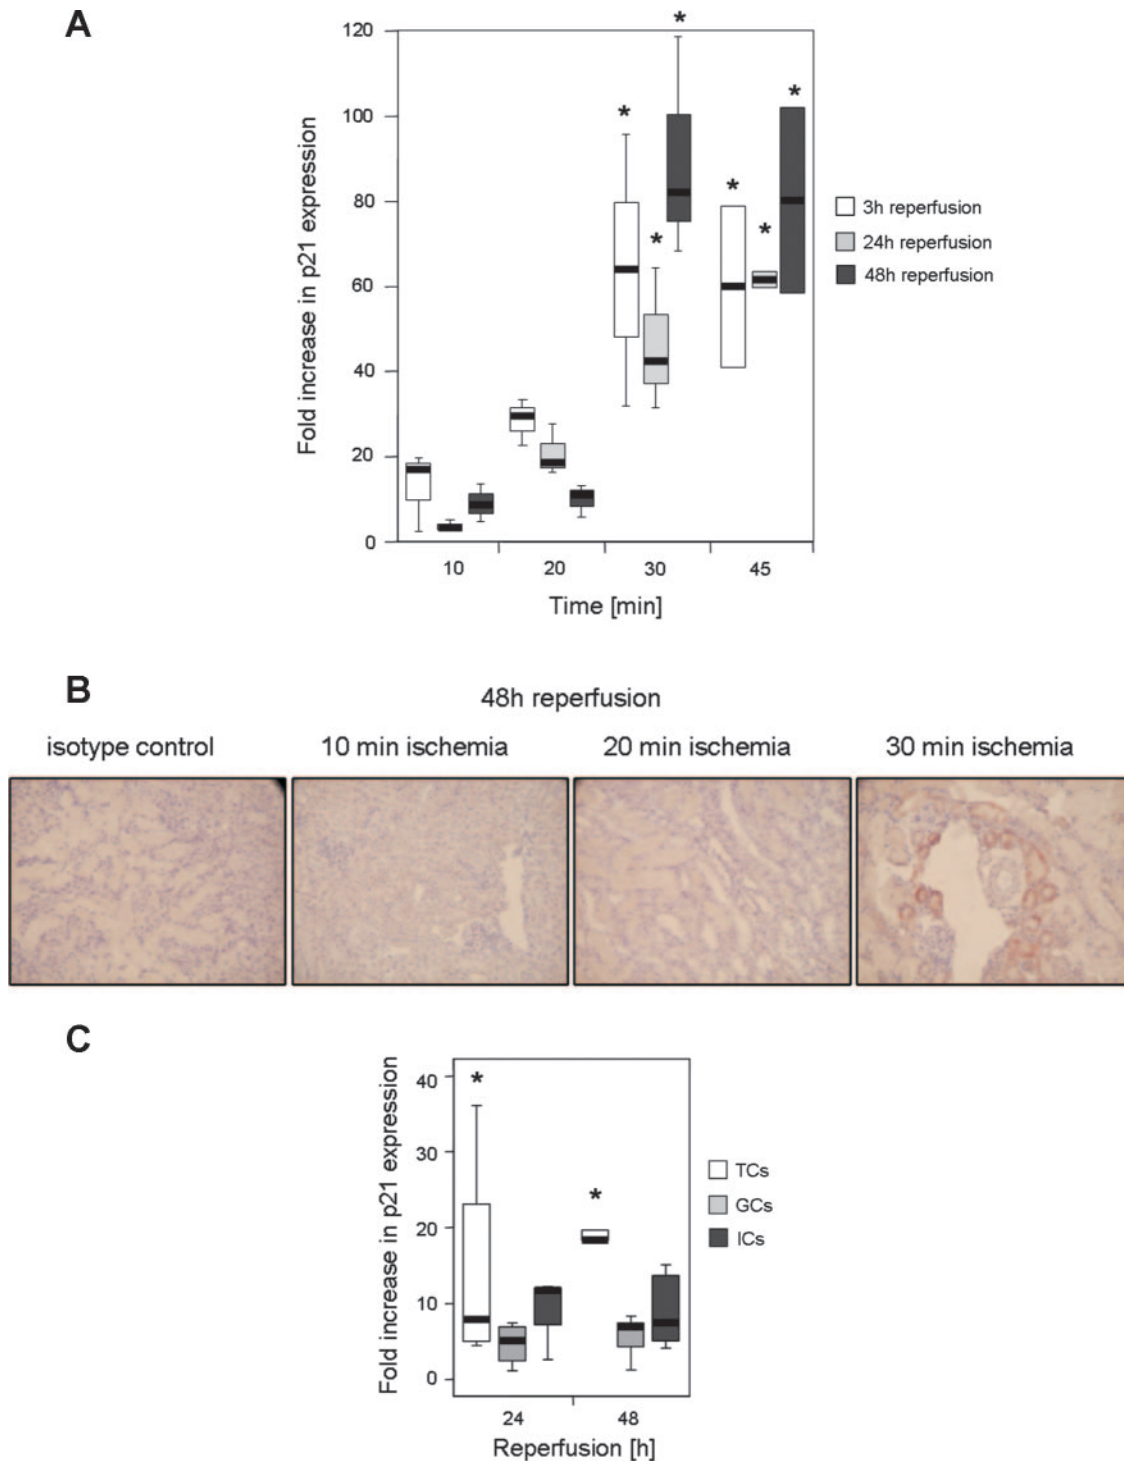 A
Fold increase in p21 expression
120
100
80
60
40
20
0
*
*
*
*
*
*
10 20 30 45
Time [min]
3h reperfusion
24h reperfusion
48h reperfusion
B
48h reperfusion
isotype control 10 min ischemia 20 min ischemia 30 min ischemia
C
Fold increase in p21 expression
40
30
20
10
0
*
*
24 48
Reperfusion [h]
TCs
GCs
ICs